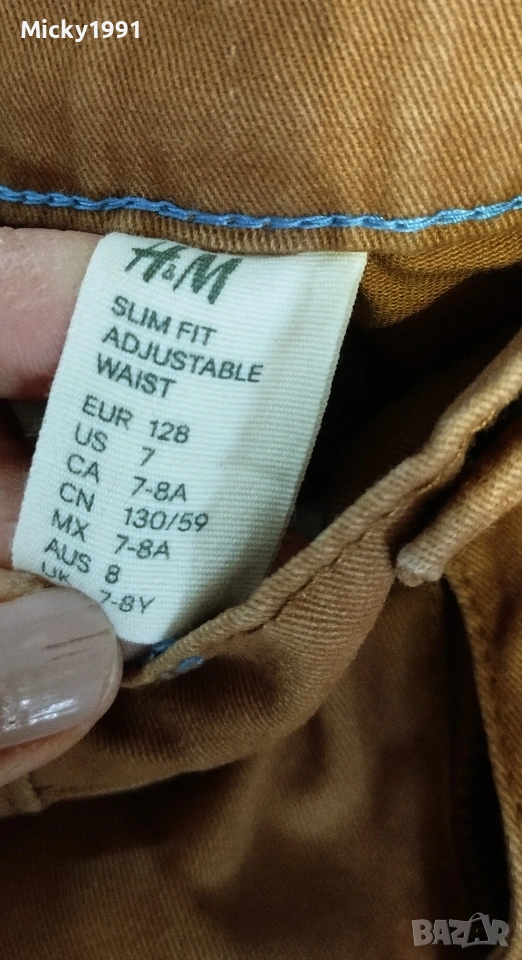 Micky1991
H&M
SLIM FIT
ADJUSTABLE
WAIST
EUR 128
US 7
CA 7-8A
CN 130/59
MX 7-8A
AUS 8
UK 7-8Y
BAZAR